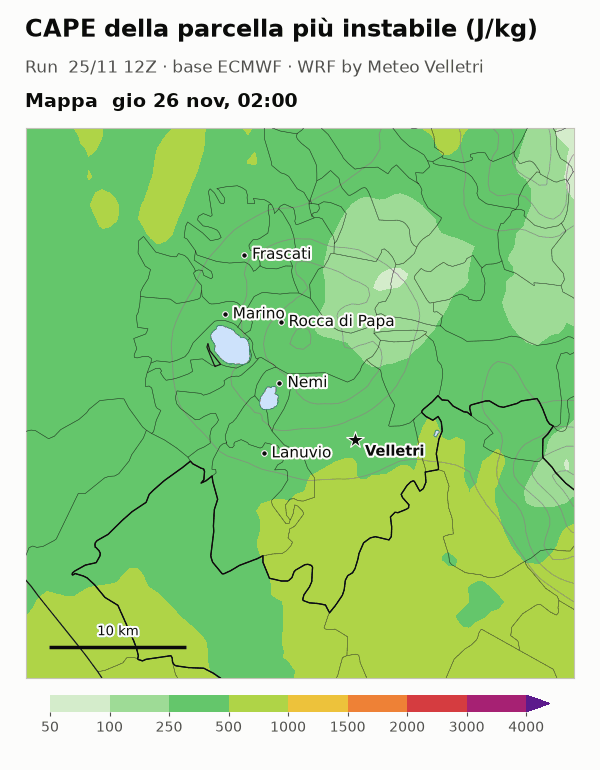 CAPE della parcella più instabile (J/kg)
Run  25/11 12Z · base ECMWF · WRF by Meteo Velletri
Mappa  gio 26 nov, 02:00
Frascati
Marino
Rocca di Papa
Nemi
Velletri
Lanuvio
10 km
50 100 250 500 1000 1500 2000 3000 4000